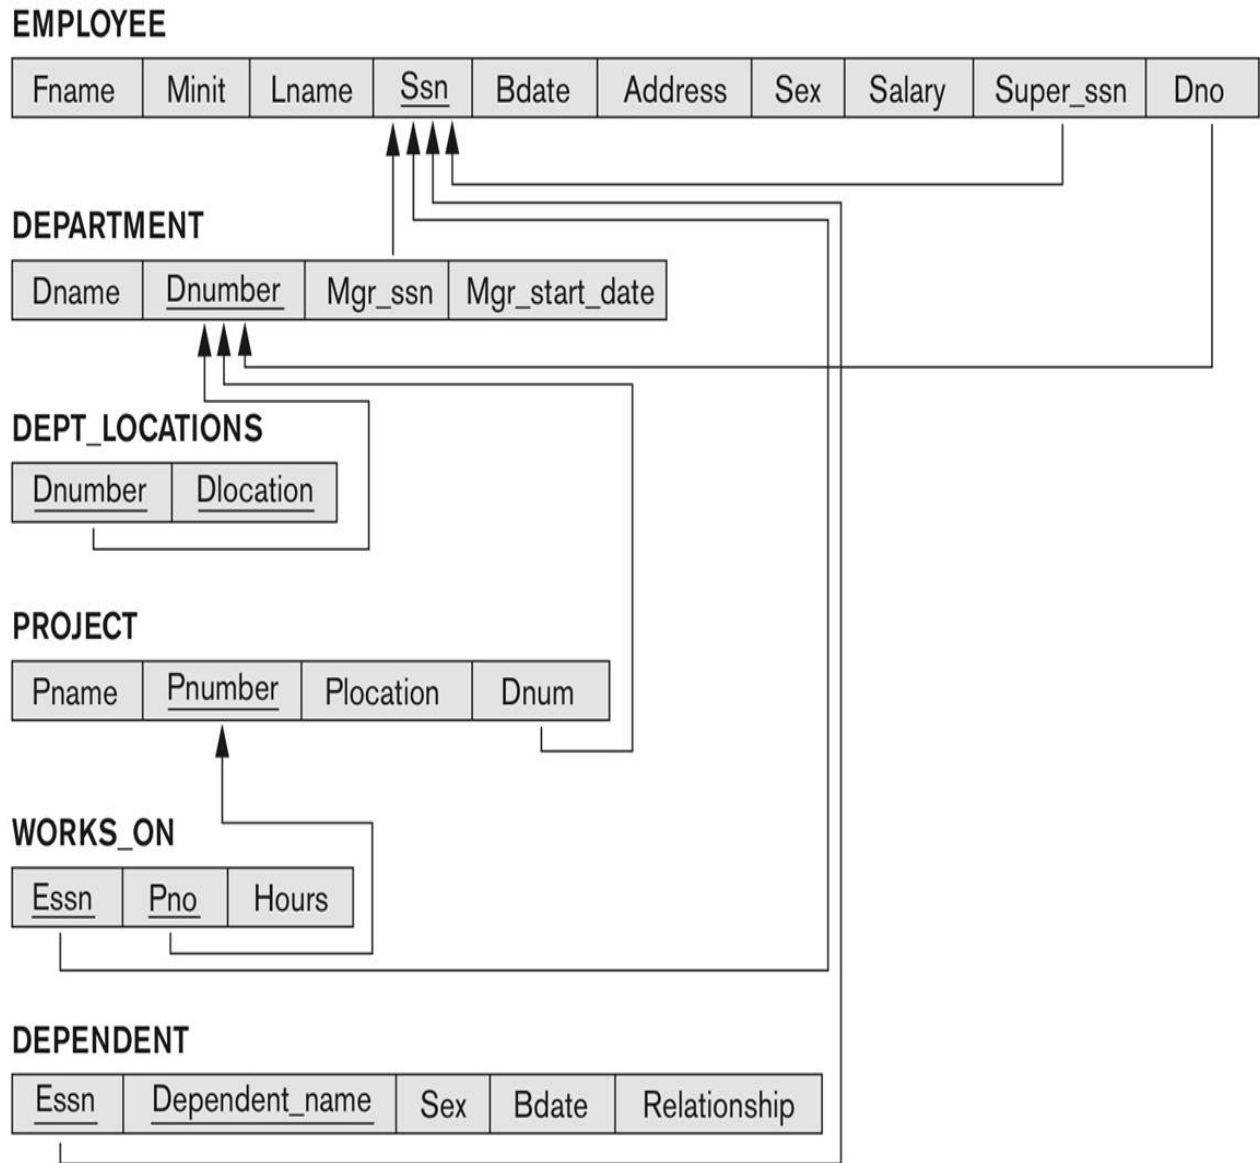 EMPLOYEE
Fname Minit Lname Ssn Bdate Address Sex Salary Super_ssn Dno
DEPARTMENT
Dname Dnumber Mgr_ssn Mgr_start_date
DEPT_LOCATIONS
Dnumber Dlocation
PROJECT
Pname Pnumber Plocation Dnum
WORKS_ON
Essn Pno Hours
DEPENDENT
Essn Dependent_name Sex Bdate Relationship